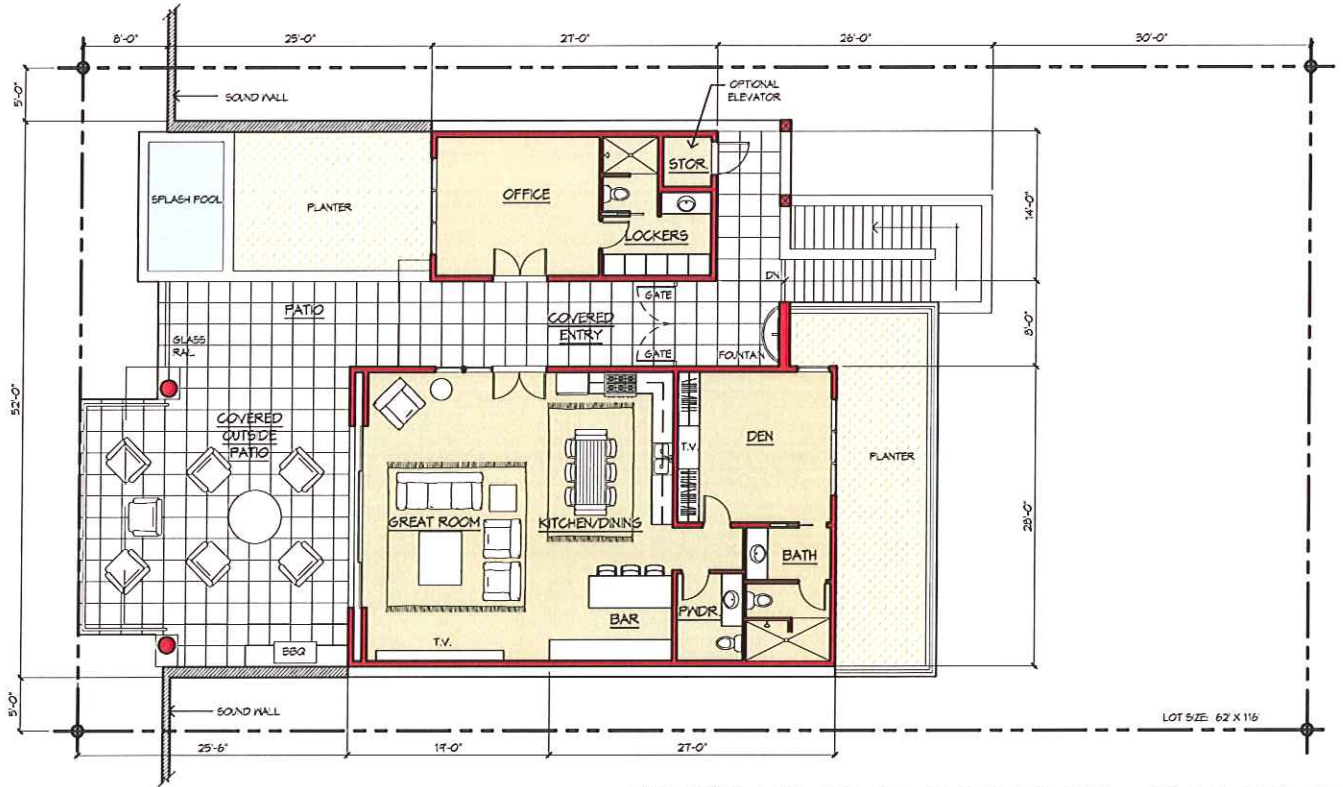 8'-0"
25'-0"
27'-0"
26'-0"
30'-0"
5'-0"
SOUND WALL
OPTIONAL
ELEVATOR
SPLASH POOL
PLANTER
OFFICE
STOR.
LOCKERS
14'-0"
DN
PATIO
COVERED
ENTRY
GATE
GATE
FOUNTAIN
8'-0"
GLASS
RAIL
52'-0"
COVERED
OUTSIDE
PATIO
T.V.
DEN
PLANTER
GREAT ROOM
KITCHEN/DINING
28'-0"
BATH
BAR
PWDR.
T.V.
BBQ
5'-0"
SOUND WALL
LOT SIZE: 62' X 116'
25'-6"
19'-0"
27'-0"